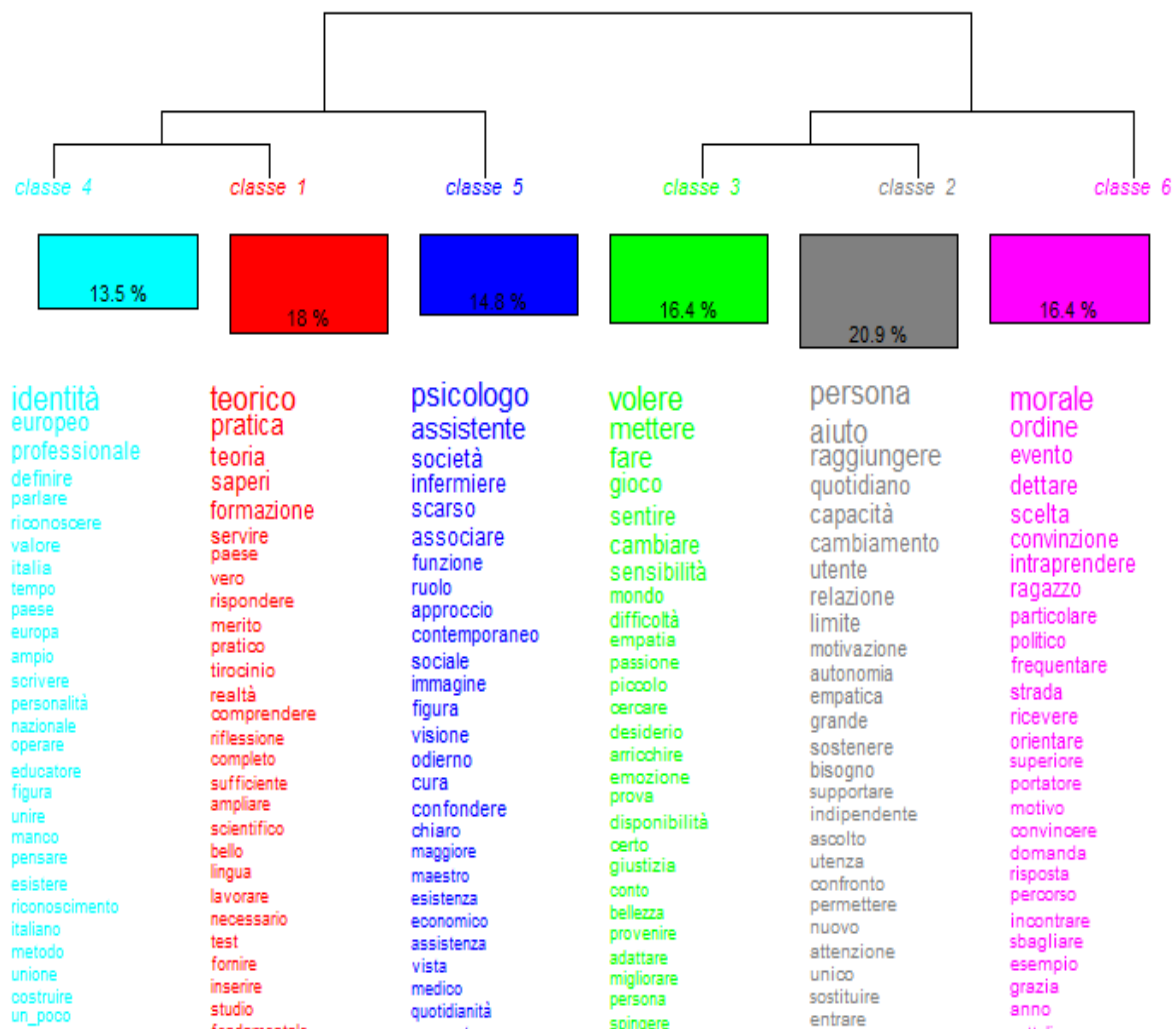 classe 4
classe 1
classe 5
classe 3
classe 2
classe 6
13.5 %
18 %
14.8 %
16.4 %
20.9 %
16.4 %
identità
europeo
professionale
definire
parlare
riconoscere
valore
italia
tempo
paese
europa
ampio
scrivere
personalità
nazionale
operare
educatore
figura
unire
manco
pensare
esistere
riconoscimento
italiano
metodo
unione
costruire
un_poco
teorico
pratica
teoria
saperi
formazione
servire
paese
vero
rispondere
merito
pratico
tirocinio
realtà
comprendere
riflessione
completo
sufficiente
ampliare
scientifico
bello
lingua
lavorare
necessario
test
fornire
inserire
studio
psicologo
assistente
società
infermiere
scarso
associare
funzione
ruolo
approccio
contemporaneo
sociale
immagine
figura
visione
odierno
cura
confondere
chiaro
maggiore
maestro
esistenza
economico
assistenza
vista
medico
quotidianità
volere
mettere
fare
gioco
sentire
cambiare
sensibilità
mondo
difficoltà
empatia
passione
piccolo
cercare
desiderio
arricchire
emozione
prova
disponibilità
certo
giustizia
conto
bellezza
provenire
adattare
migliorare
persona
spingere
persona
aiuto
raggiungere
quotidiano
capacità
cambiamento
utente
relazione
limite
motivazione
autonomia
empatica
grande
sostenere
bisogno
supportare
indipendente
ascolto
utenza
confronto
permettere
nuovo
attenzione
unico
sostituire
entrare
morale
ordine
evento
dettare
scelta
convinzione
intraprendere
ragazzo
particolare
politico
frequentare
strada
ricevere
orientare
superiore
portatore
motivo
convincere
domanda
risposta
percorso
incontrare
sbagliare
esempio
grazia
anno